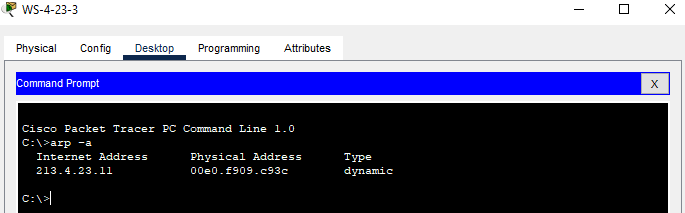 WS-4-23-3
Physical Config Desktop Programming Attributes
Command Prompt X
Cisco Packet Tracer PC Command Line 1.0
C:\>arp -a
Internet Address Physical Address Type
213.4.23.11 00e0.f909.c93c dynamic
C:\>